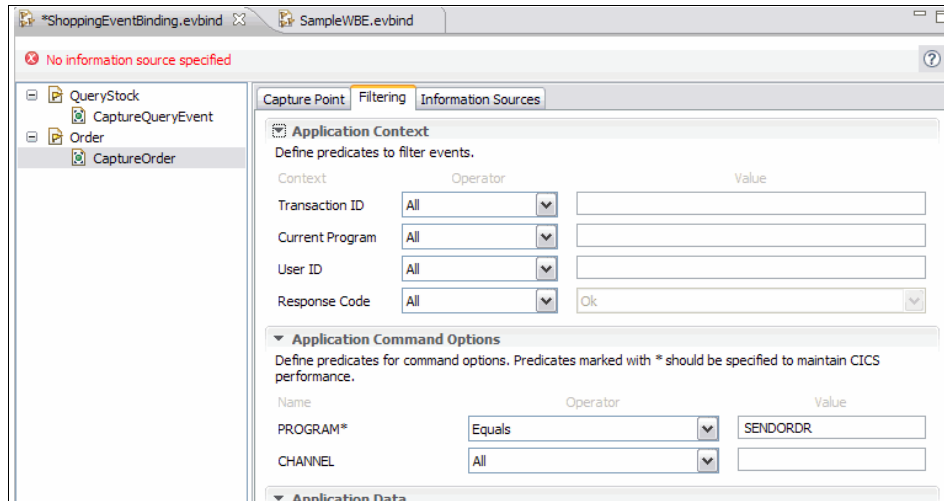 *ShoppingEventBinding.evbind SampleWBE.evbind
No information source specified
QueryStock
CaptureQueryEvent
Order
CaptureOrder
Capture Point Filtering Information Sources
Application Context
Define predicates to filter events.
Context Operator Value
Transaction ID All
Current Program All
User ID All
Response Code All Ok
Application Command Options
Define predicates for command options. Predicates marked with * should be specified to maintain CICS
performance.
Name Operator Value
PROGRAM* Equals SENDORDR
CHANNEL All
Application Data